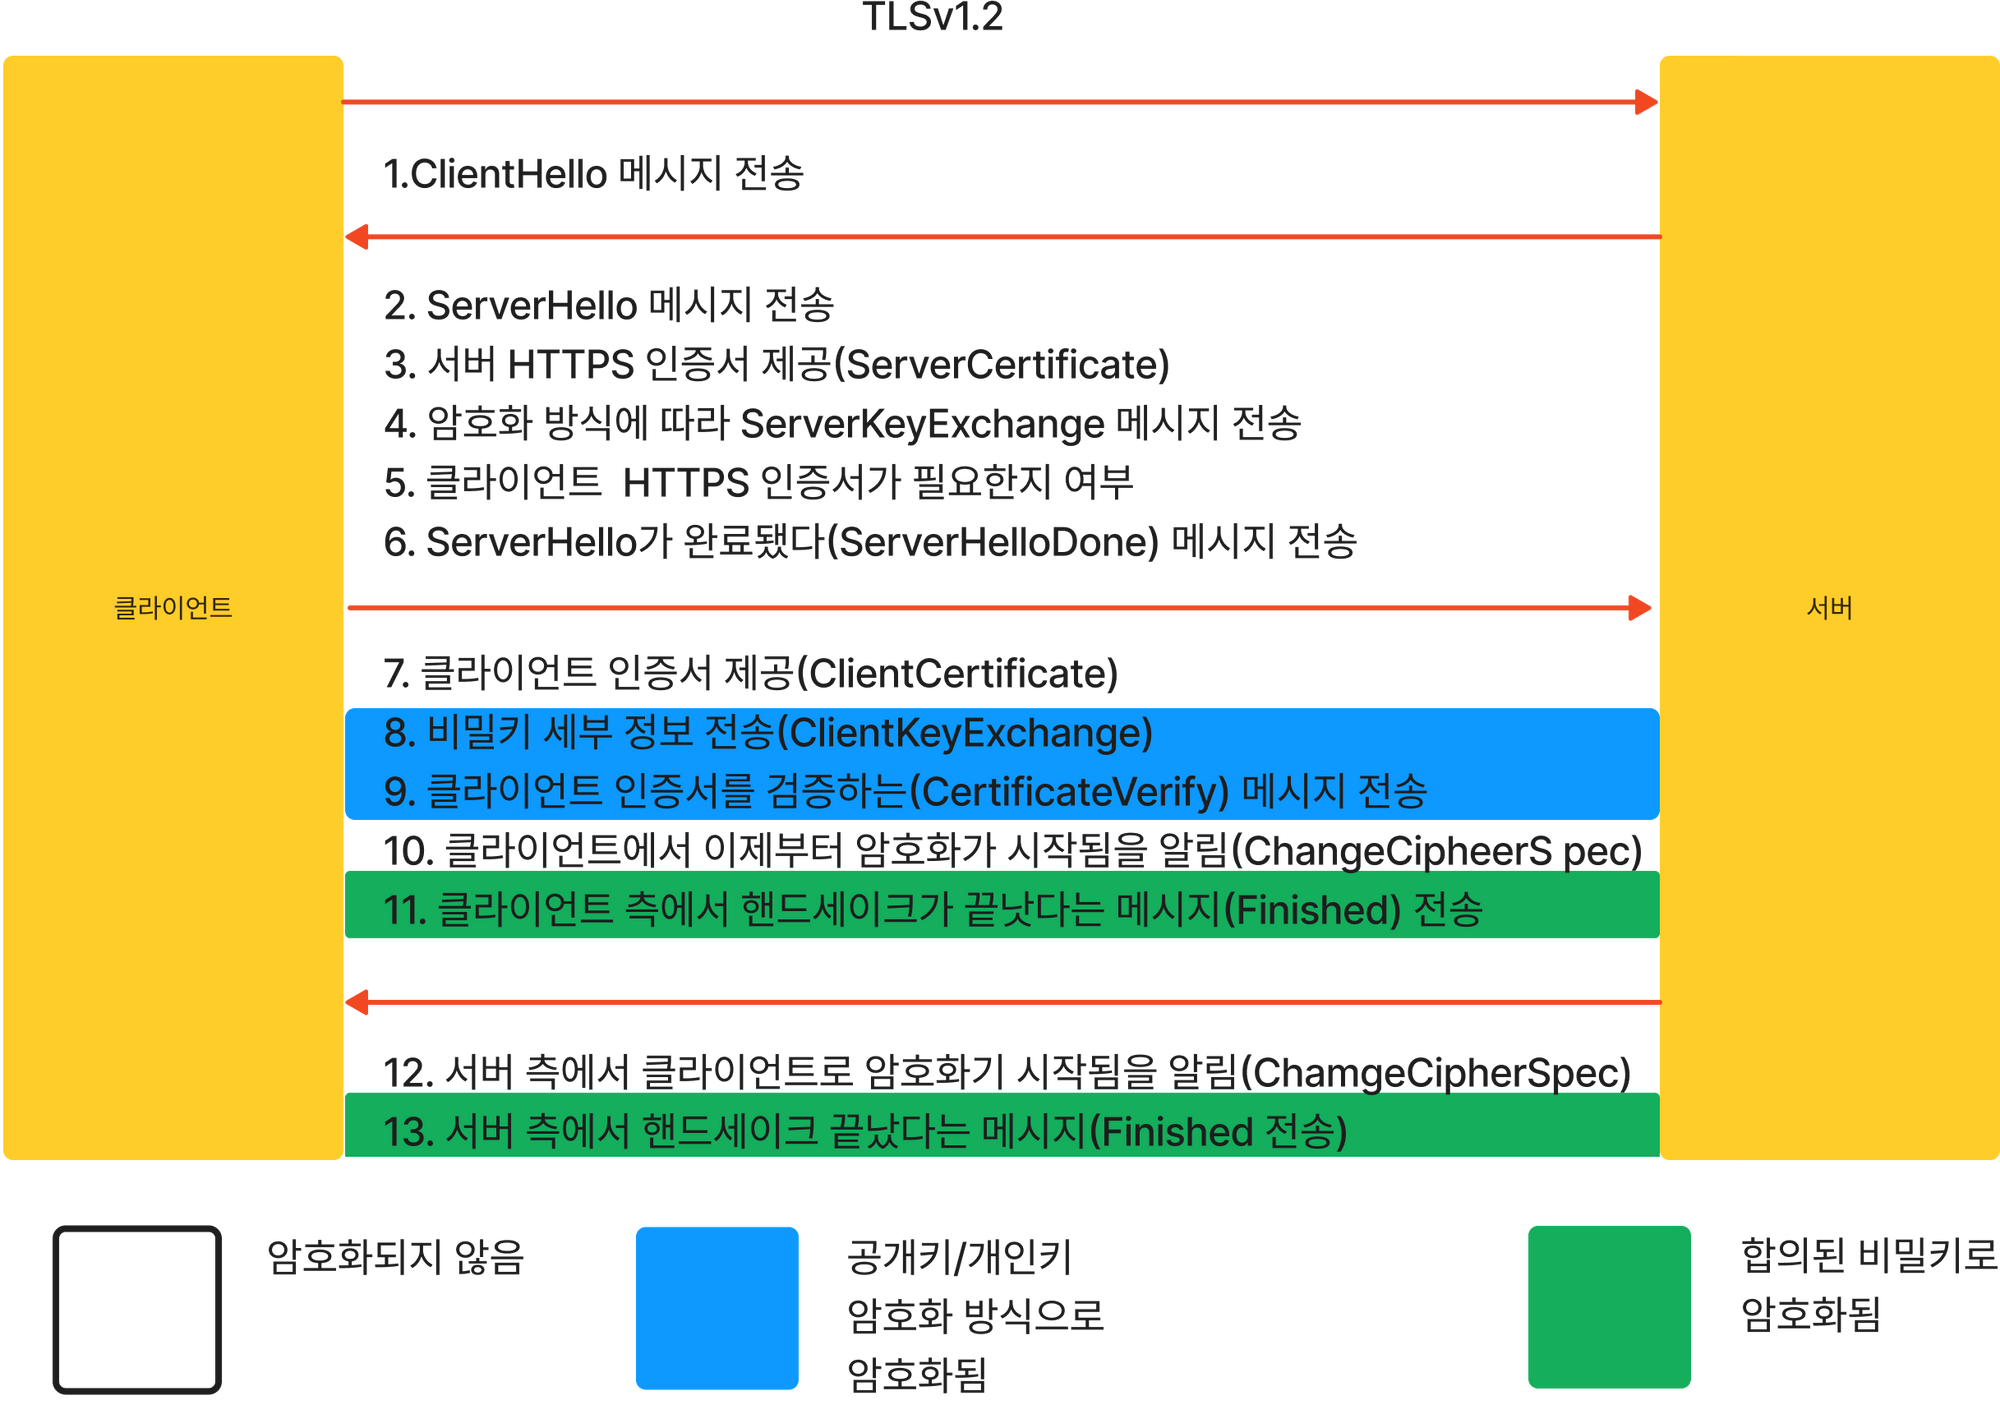 TLSv1.2
1.ClientHello 메시지 전송
2. ServerHello 메시지 전송
3. 서버 HTTPS 인증서 제공(ServerCertificate)
4. 암호화 방식에 따라 ServerKeyExchange 메시지 전송
5. 클라이언트  HTTPS 인증서가 필요한지 여부
6. ServerHello가 완료됐다(ServerHelloDone) 메시지 전송
클라이언트
서버
7. 클라이언트 인증서 제공(ClientCertificate)
8. 비밀키 세부 정보 전송(ClientKeyExchange)
9. 클라이언트 인증서를 검증하는(CertificateVerify) 메시지 전송
10. 클라이언트에서 이제부터 암호화가 시작됨을 알림(ChangeCipheerS pec)
11. 클라이언트 측에서 핸드셰이크가 끝낫다는 메시지(Finished) 전송
12. 서버 측에서 클라이언트로 암호화기 시작됨을 알림(ChamgeCipherSpec)
13. 서버 측에서 핸드셰이크 끝났다는 메시지(Finished 전송)
암호화되지 않음
공개키/개인키
암호화 방식으로
암호화됨
합의된 비밀키로
암호화됨